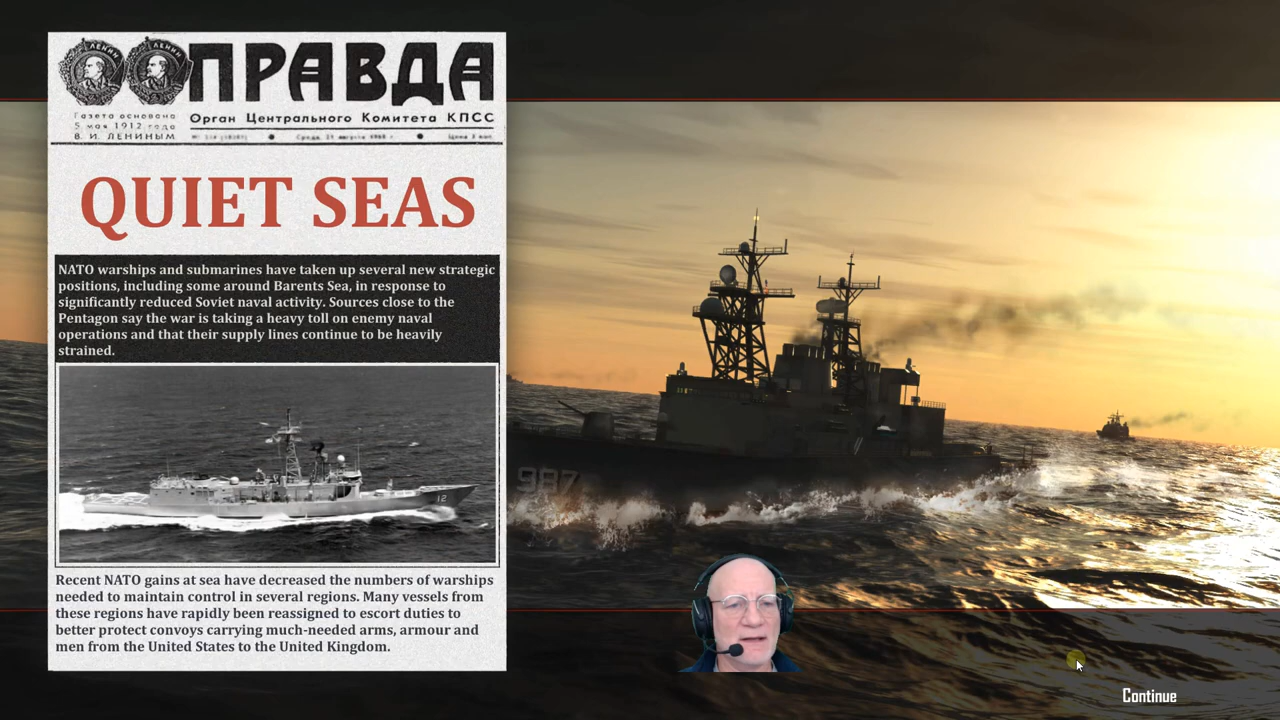 ЛЕНИН
ЛЕНИН
ПРАВДА
Газета основана
5 мая 1912 года
В. И. ЛЕНИНЫМ
Орган Центрального Комитета КПСС
QUIET SEAS
NATO warships and submarines have taken up several new strategic
positions, including some around Barents Sea, in response to
significantly reduced Soviet naval activity. Sources close to the
Pentagon say the war is taking a heavy toll on enemy naval
operations and that their supply lines continue to be heavily
strained.
12
Recent NATO gains at sea have decreased the numbers of warships
needed to maintain control in several regions. Many vessels from
these regions have rapidly been reassigned to escort duties to
better protect convoys carrying much-needed arms, armour and
men from the United States to the United Kingdom.
987
Continue